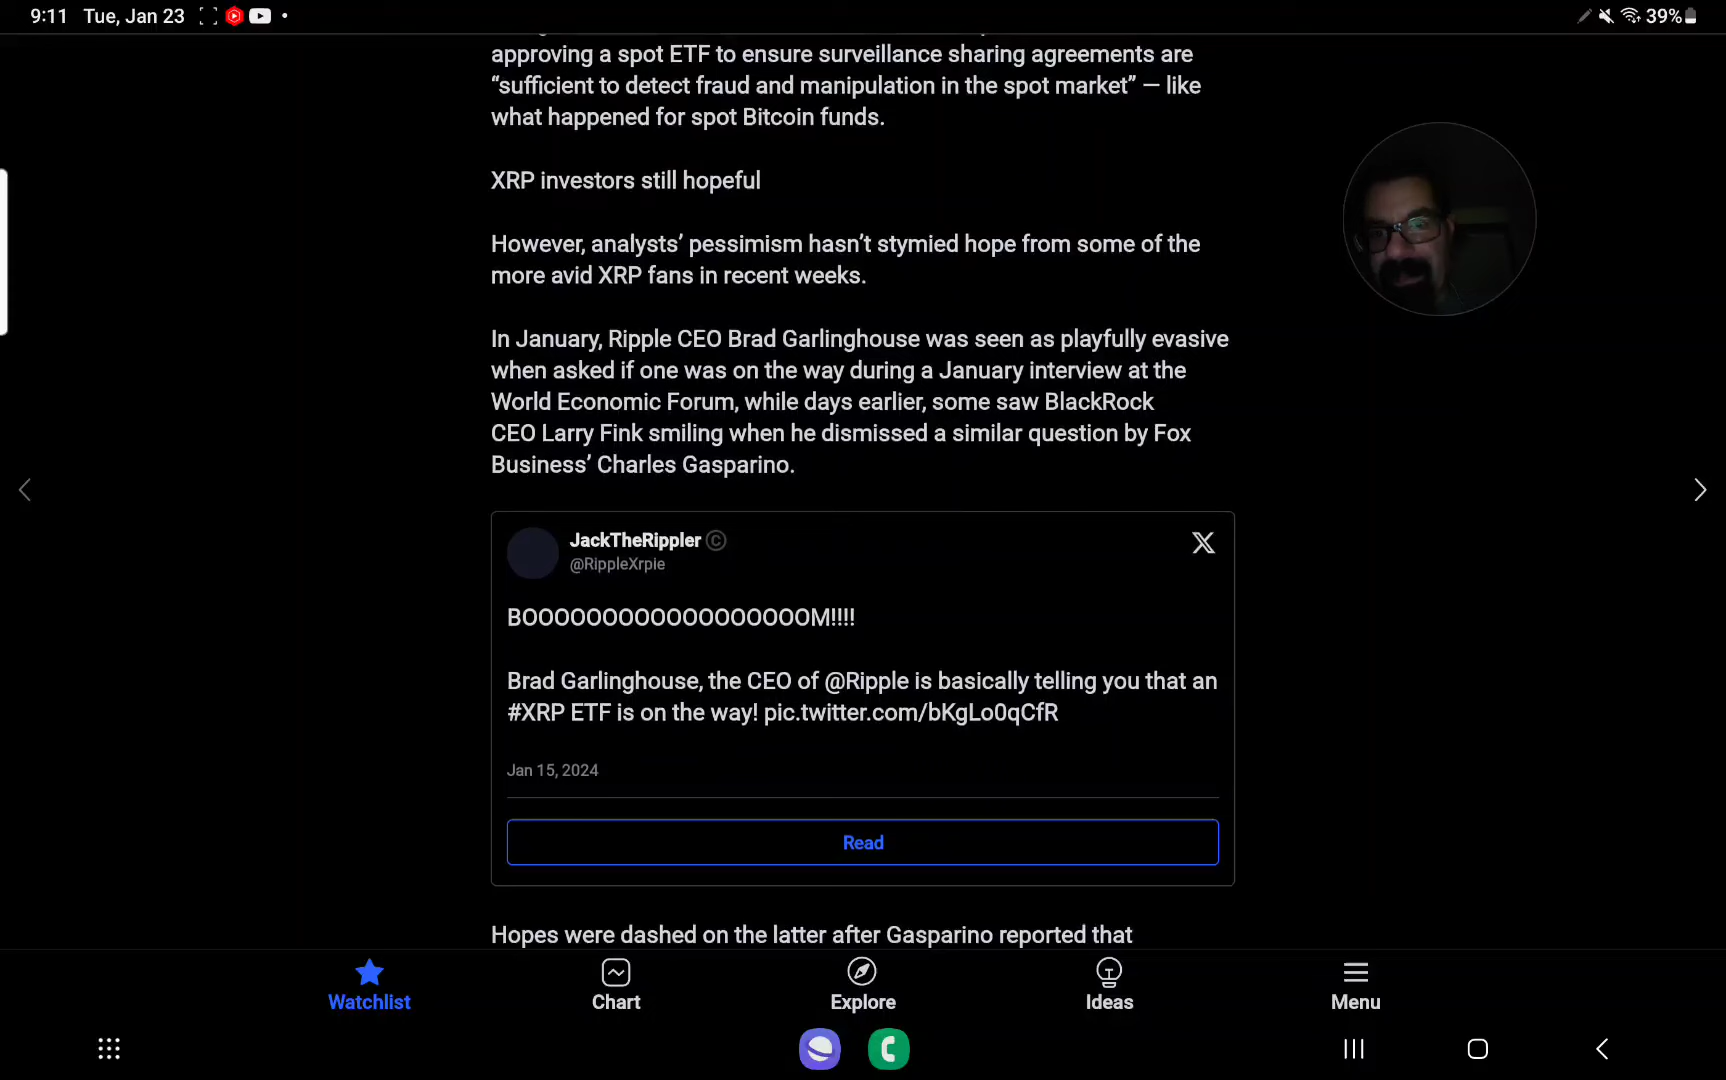 9:11 Tue, Jan 23
39%
approving a spot ETF to ensure surveillance sharing agreements are
“sufficient to detect fraud and manipulation in the spot market” — like
what happened for spot Bitcoin funds.
XRP investors still hopeful
However, analysts’ pessimism hasn’t stymied hope from some of the
more avid XRP fans in recent weeks.
In January, Ripple CEO Brad Garlinghouse was seen as playfully evasive
when asked if one was on the way during a January interview at the
World Economic Forum, while days earlier, some saw BlackRock
CEO Larry Fink smiling when he dismissed a similar question by Fox
Business’ Charles Gasparino.
JackTheRippler ©
@RippleXrpie
BOOOOOOOOOOOOOOOOOOM!!!!
Brad Garlinghouse, the CEO of @Ripple is basically telling you that an
#XRP ETF is on the way! pic.twitter.com/bKgLo0qCfR
Jan 15, 2024
Read
Hopes were dashed on the latter after Gasparino reported that
Watchlist
Chart
Explore
Ideas
Menu